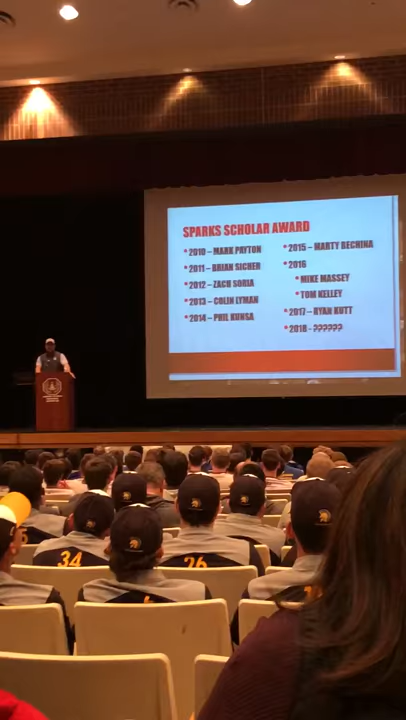 SPARKS SCHOLAR AWARD
• 2010 – MARK PAYTON
• 2011 – BRIAN SICHER
• 2012 – ZACH SORIA
• 2013 – COLIN LYMAN
• 2014 – PHIL KUNSA
• 2015 – MARTY BECHINA
• 2016
• MIKE MASSEY
• TOM KELLEY
• 2017 – RYAN KUTT
• 2018 - ??????
34
26